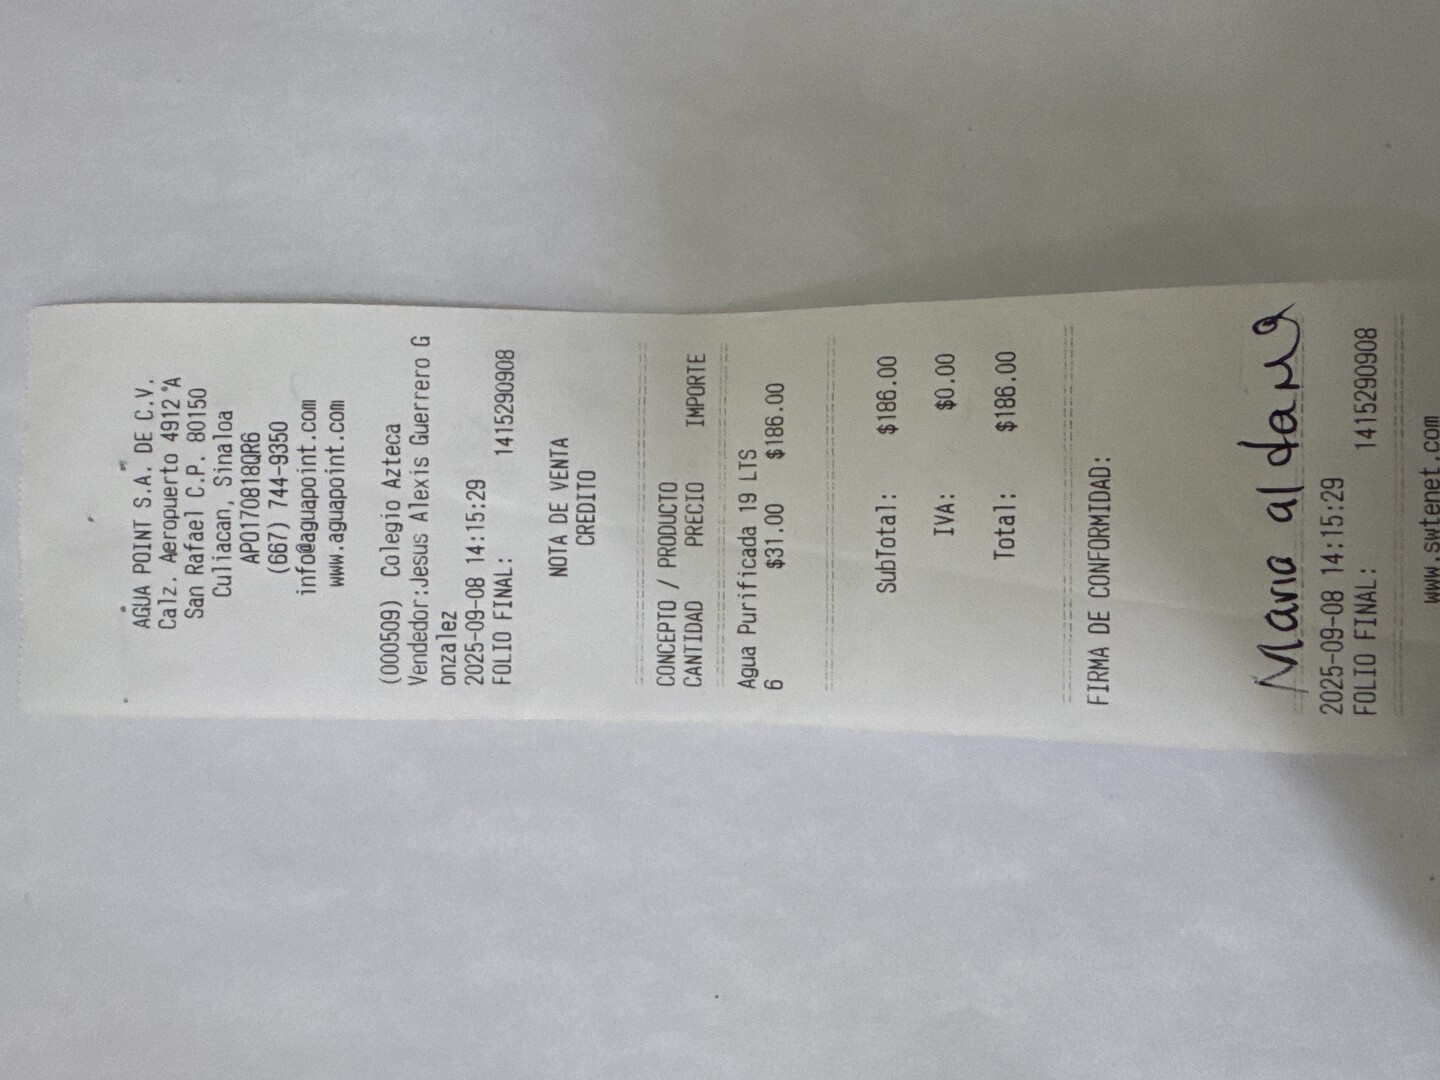 AGUA POINT S.A. DE C.V.
Calz. Aeropuerto 4912 "A
San Rafael C.P. 80150
Culiacan, Sinaloa
APO170818QR6
(667) 744-9350
info@aguapoint.com
www.aguapoint.com
(000509) Colegio Azteca
Vendedor:Jesus Alexis Guerrero G
onzalez
2025-09-08 14:15:29
FOLIO FINAL: 1415290908
NOTA DE VENTA
CREDITO
CONCEPTO / PRODUCTO
CANTIDAD PRECIO IMPORTE
Agua Purificada 19 LTS
6 $31.00 $186.00
SubTotal: $186.00
IVA: $0.00
Total: $186.00
FIRMA DE CONFORMIDAD:
Maria aldana
2025-09-08 14:15:29
FOLIO FINAL: 1415290908
www.swtenet.com